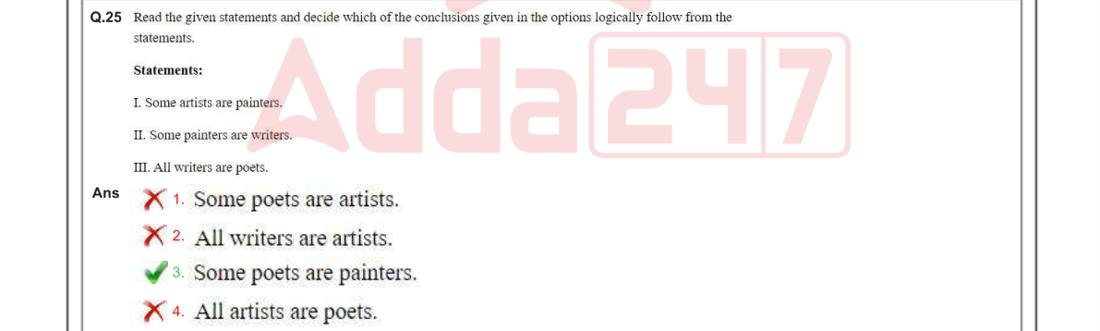 Q.25 Read the given statements and decide which of the conclusions given in the options logically follow from the
statements.
Statements:
I. Some artists are painters.
II. Some painters are writers.
III. All writers are poets.
Adda247
Ans 1. Some poets are artists.
2. All writers are artists.
3. Some poets are painters.
4. All artists are poets.